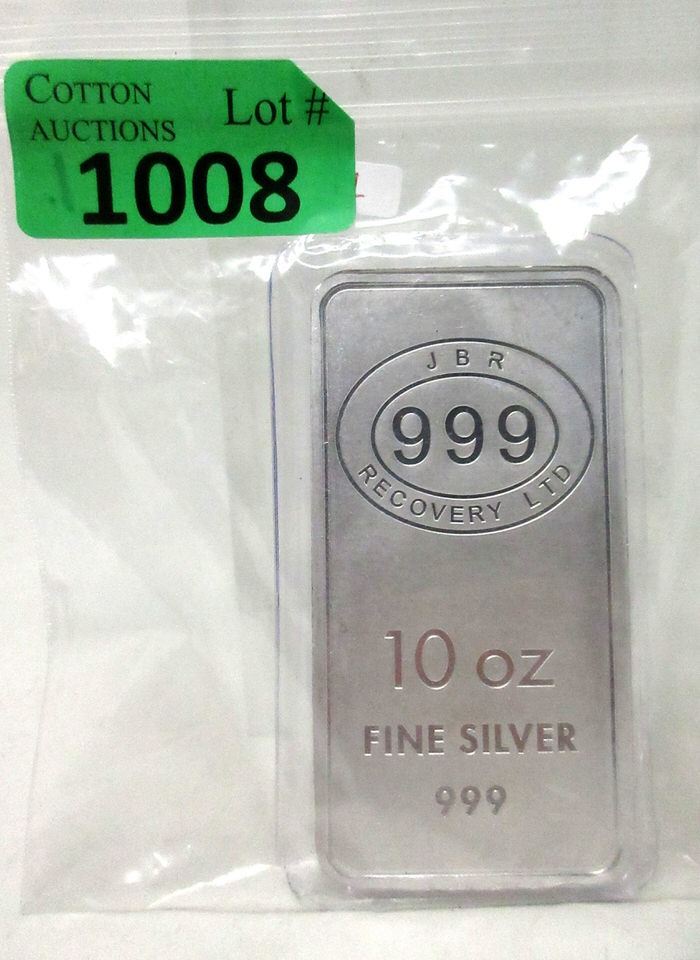 COTTON
AUCTIONS
Lot #
1008
JBR
999
RECOVERY LTD
10 oz
FINE SILVER
999